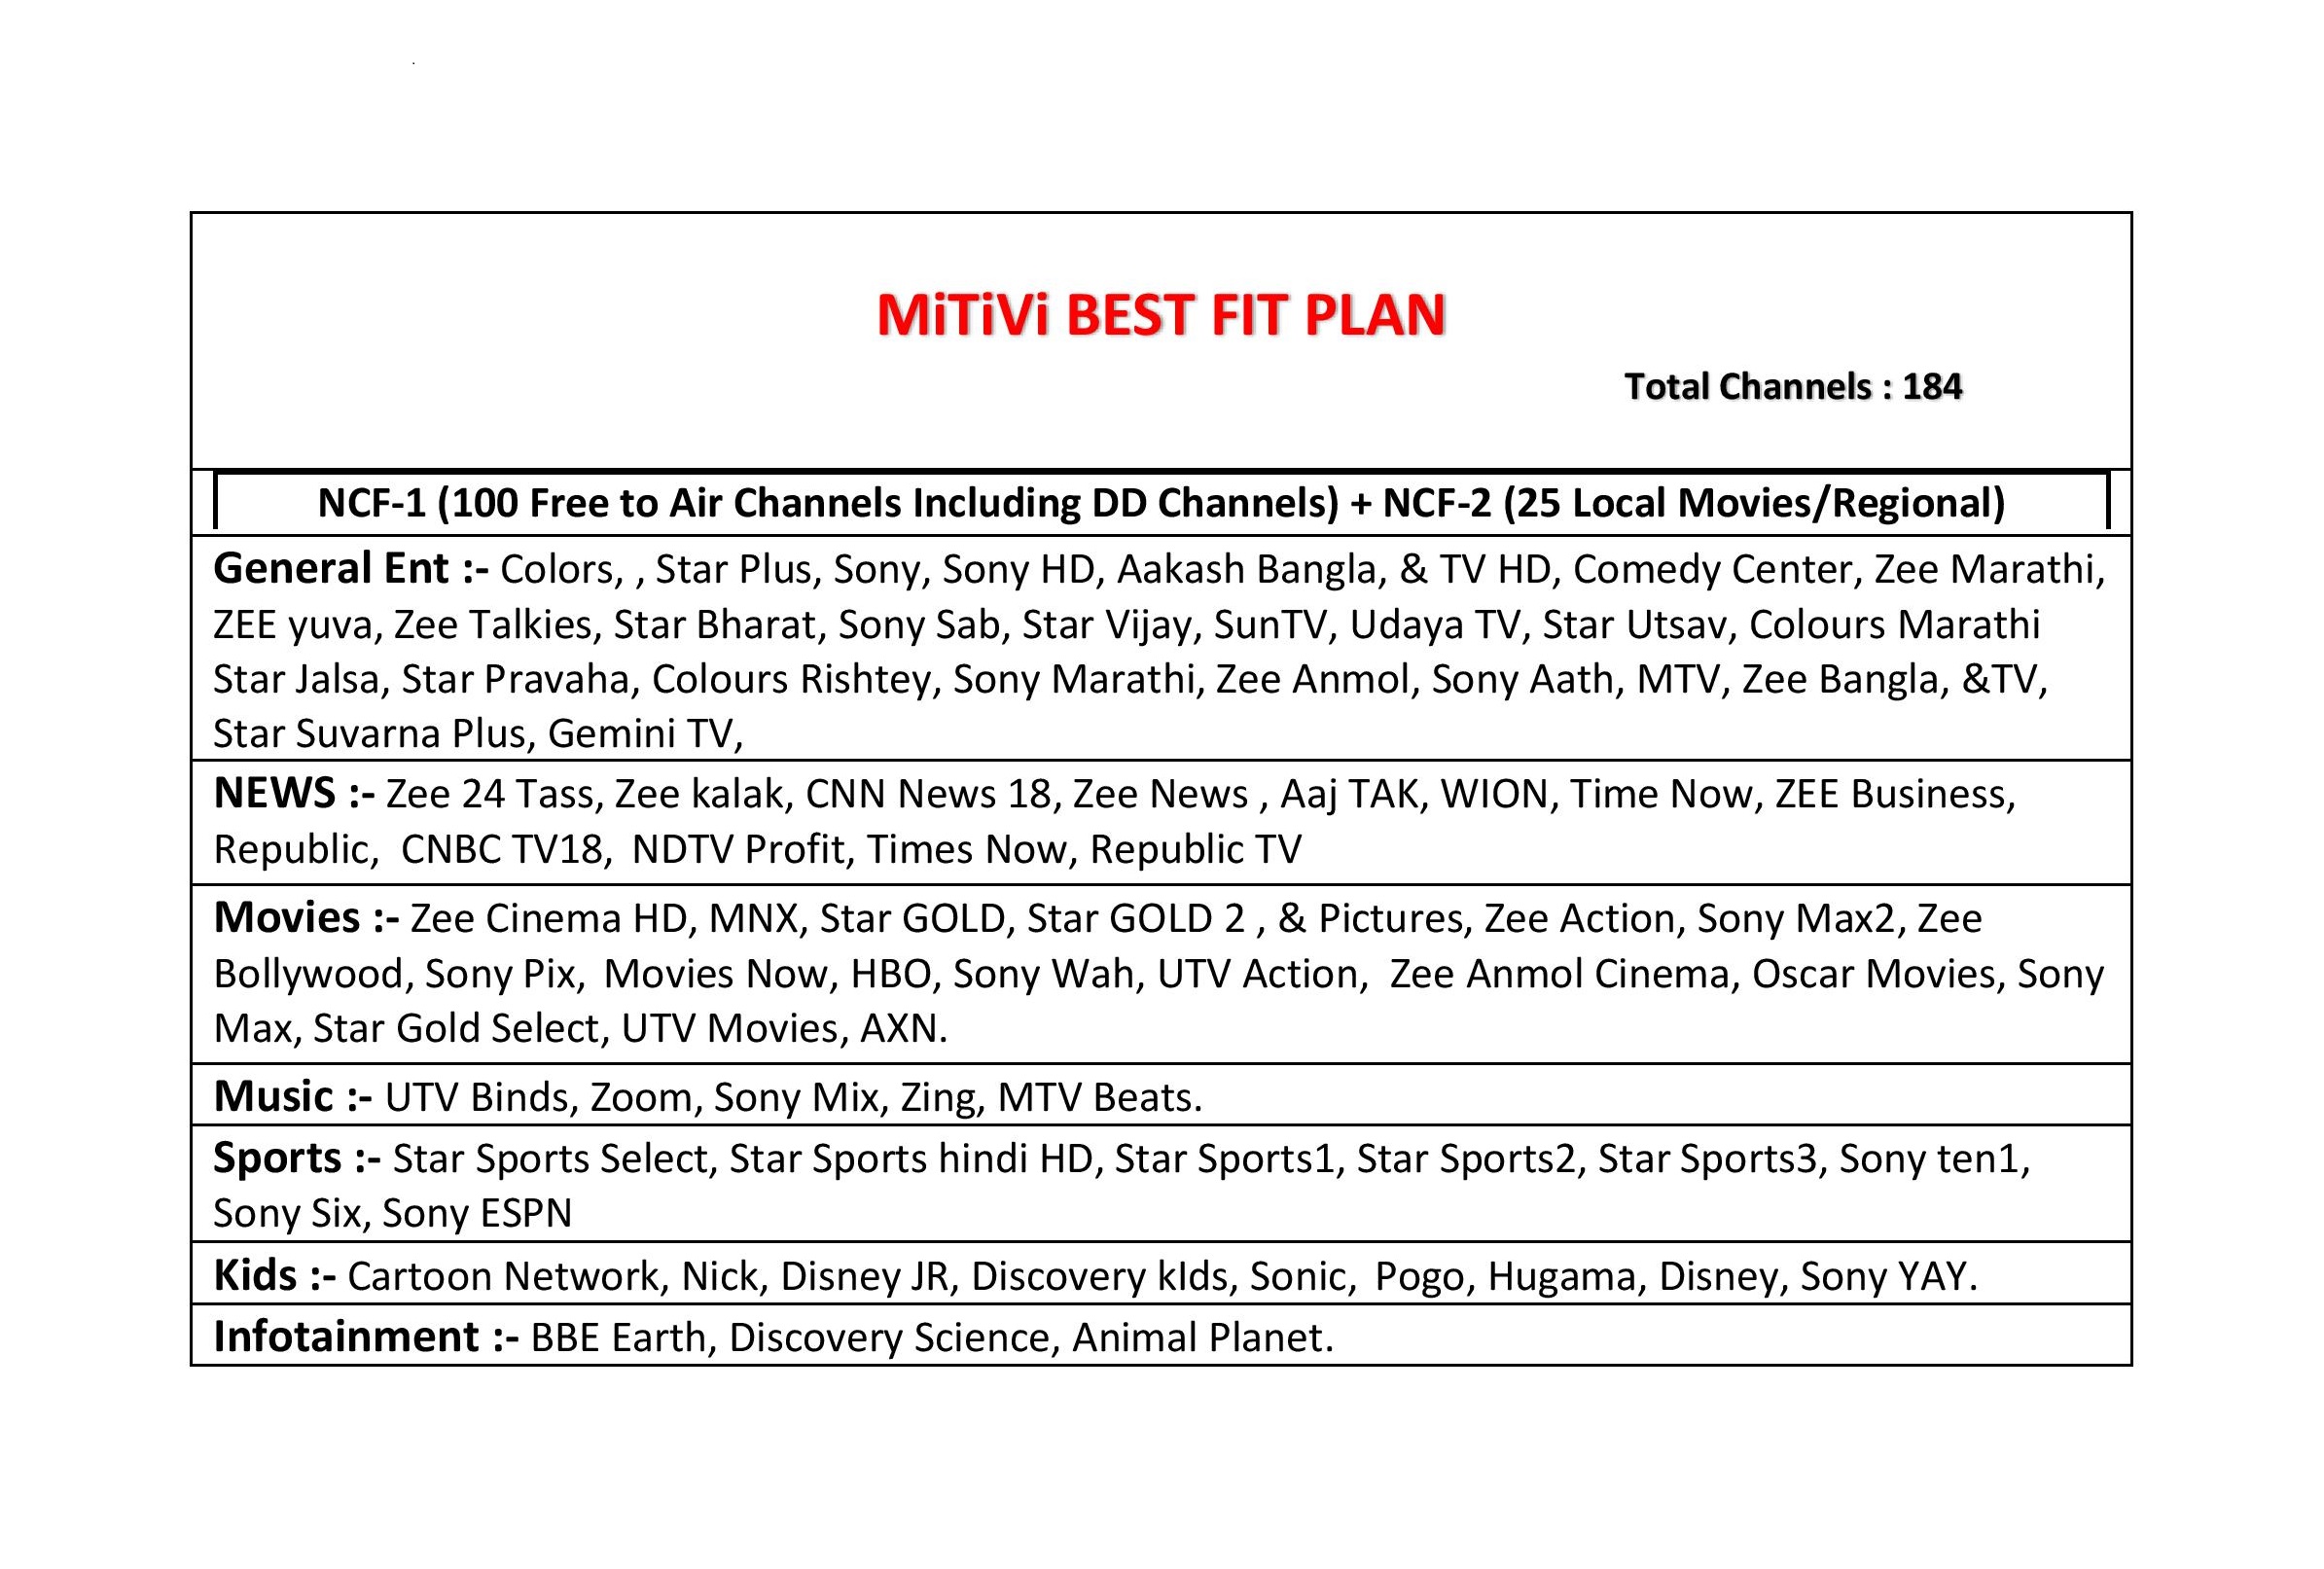 MiTiVi BEST FIT PLAN
Total Channels : 184
NCF-1 (100 Free to Air Channels Including DD Channels) + NCF-2 (25 Local Movies/Regional)
General Ent :- Colors, , Star Plus, Sony, Sony HD, Aakash Bangla, & TV HD, Comedy Center, Zee Marathi,
ZEE yuva, Zee Talkies, Star Bharat, Sony Sab, Star Vijay, SunTV, Udaya TV, Star Utsav, Colours Marathi
Star Jalsa, Star Pravaha, Colours Rishtey, Sony Marathi, Zee Anmol, Sony Aath, MTV, Zee Bangla, &TV,
Star Suvarna Plus, Gemini TV,
NEWS :- Zee 24 Tass, Zee kalak, CNN News 18, Zee News , Aaj TAK, WION, Time Now, ZEE Business,
Republic, CNBC TV18, NDTV Profit, Times Now, Republic TV
Movies :- Zee Cinema HD, MNX, Star GOLD, Star GOLD 2 , & Pictures, Zee Action, Sony Max2, Zee
Bollywood, Sony Pix, Movies Now, HBO, Sony Wah, UTV Action, Zee Anmol Cinema, Oscar Movies, Sony
Max, Star Gold Select, UTV Movies, AXN.
Music :- UTV Binds, Zoom, Sony Mix, Zing, MTV Beats.
Sports :- Star Sports Select, Star Sports hindi HD, Star Sports1, Star Sports2, Star Sports3, Sony ten1,
Sony Six, Sony ESPN
Kids :- Cartoon Network, Nick, Disney JR, Discovery kIds, Sonic, Pogo, Hugama, Disney, Sony YAY.
Infotainment :- BBE Earth, Discovery Science, Animal Planet.